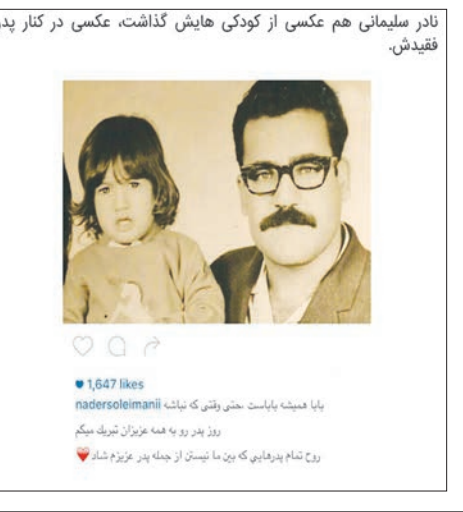 نادر سلیمانی هم عکسی از کودکی هایش گذاشت، عکسی در کنار پدر
فقیدش.
1,647 likes
nadersoleimanii بابا همیشه باباست ،حتی وقتی که نباشه
روز پدر رو به همه عزیزان تبریك میگم
روح تمام پدرهایی که بین ما نیستن از جمله پدر عزیزم شاد ❤️